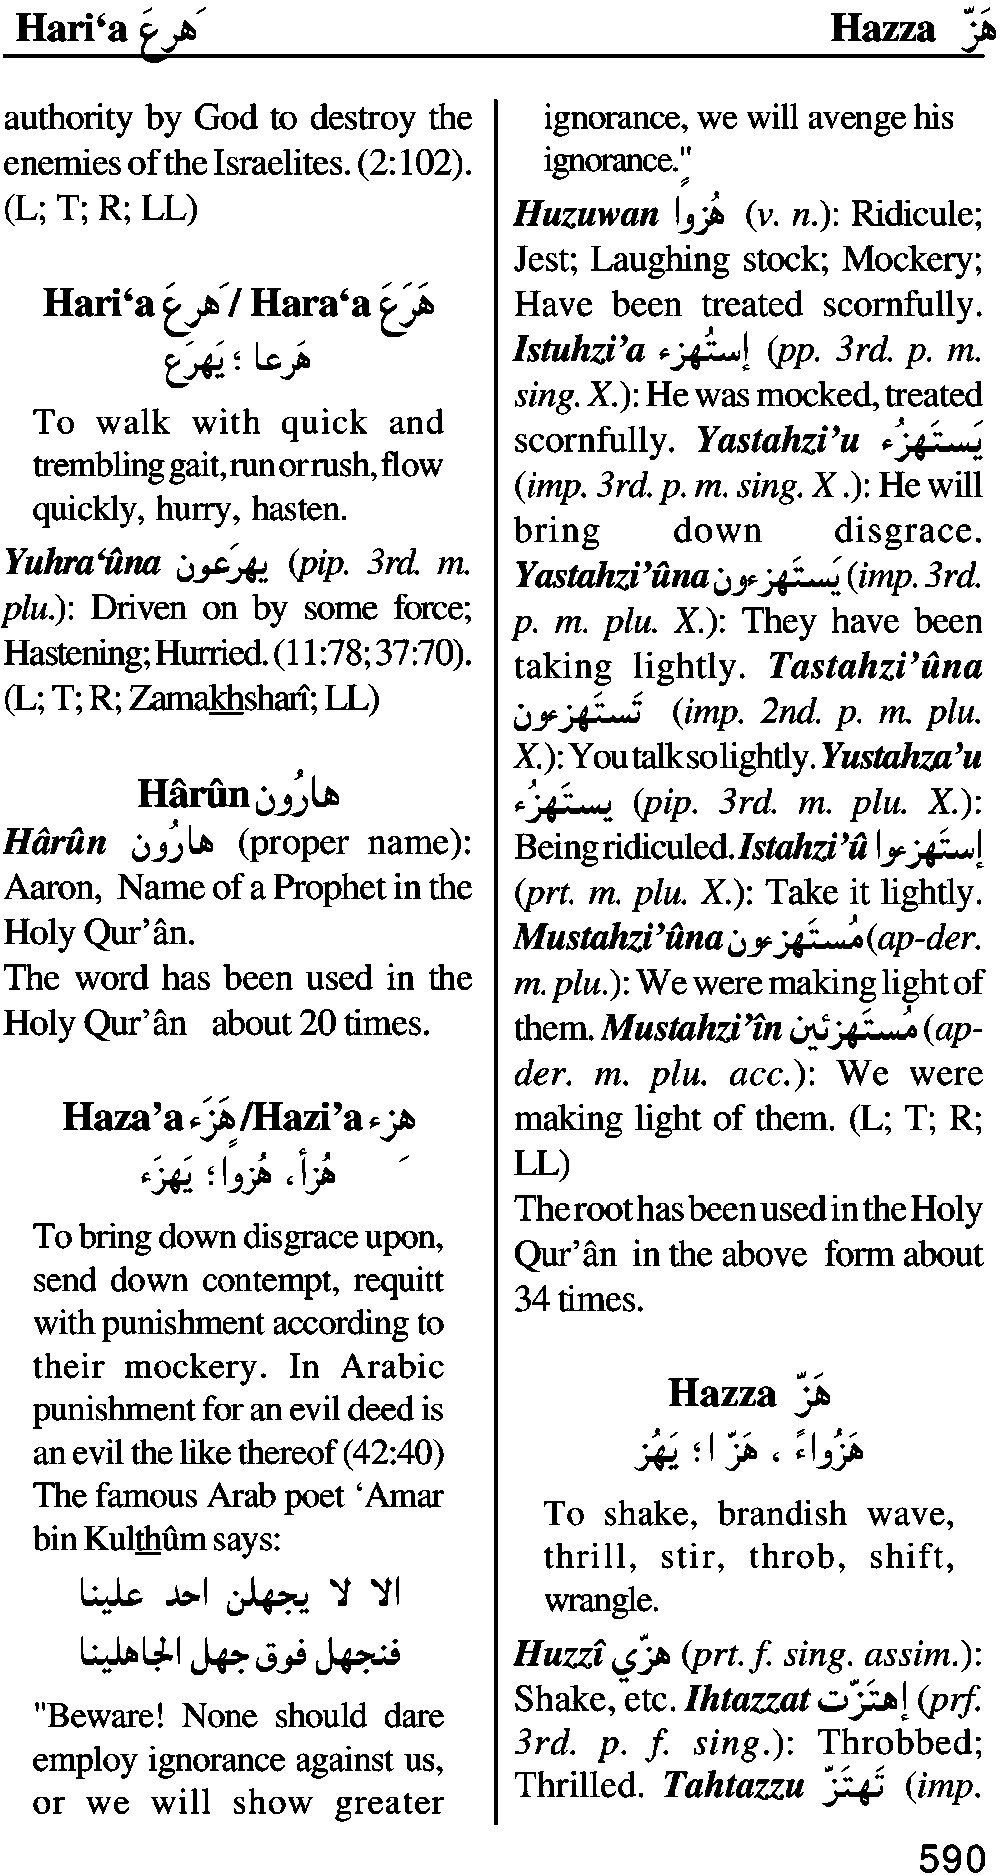 Hari‘a هَرِعَ Hazza هَزّ
authority by God to destroy the
enemies of the Israelites. (2:102).
(L; T; R; LL)
Hari‘a هَرِعَ / Hara‘a هَرَعَ
هَرعا ؛ يَهرَع
To walk with quick and
trembling gait, run or rush, flow
quickly, hurry, hasten.
Yuhra‘ûna يهرَعون (pip. 3rd. m.
plu.): Driven on by some force;
Hastening; Hurried. (11:78; 37:70).
(L; T; R; Zamakhsharî; LL)
Hârûn هارُون
Hârûn هارُون (proper name):
Aaron, Name of a Prophet in the
Holy Qur’ân.
The word has been used in the
Holy Qur’ân about 20 times.
Haza’a هَزَء /Hazi’a هزِء
هُزأ، هُزواً ؛ يَهزَء
To bring down disgrace upon,
send down contempt, requitt
with punishment according to
their mockery. In Arabic
punishment for an evil deed is
an evil the like thereof (42:40)
The famous Arab poet ‘Amar
bin Kulthûm says:
الا لا يجهلن احد علينا
فنجهل فوق جهل الجاهلينا
"Beware! None should dare
employ ignorance against us,
or we will show greater
ignorance, we will avenge his
ignorance."
Huzuwan هُزواً (v. n.): Ridicule;
Jest; Laughing stock; Mockery;
Have been treated scornfully.
Istuhzi’a إستُهزء (pp. 3rd. p. m.
sing. X.): He was mocked, treated
scornfully. Yastahzi’u يَستَهزُء
(imp. 3rd. p. m. sing. X .): He will
bring down disgrace.
Yastahzi’ûna يَستَهزءون (imp. 3rd.
p. m. plu. X.): They have been
taking lightly. Tastahzi’ûna
تَستَهزءون (imp. 2nd. p. m. plu.
X.): You talk so lightly. Yustahza’u
يستَهزُء (pip. 3rd. m. plu. X.):
Being ridiculed. Istahzi’û إستَهزءوا
(prt. m. plu. X.): Take it lightly.
Mustahzi’ûna مُستَهزءون (ap-der.
m. plu.): We were making light of
them. Mustahzi’în مُستَهزئين (ap-
der. m. plu. acc.): We were
making light of them. (L; T; R;
LL)
The root has been used in the Holy
Qur’ân in the above form about
34 times.
Hazza هَزّ
هَزُواءً ، هَزّ ا ؛ يَهُز
To shake, brandish wave,
thrill, stir, throb, shift,
wrangle.
Huzzî هزّي (prt. f. sing. assim.):
Shake, etc. Ihtazzat إهتَزّت (prf.
3rd. p. f. sing.): Throbbed;
Thrilled. Tahtazzu تَهتَزّ (imp.
590